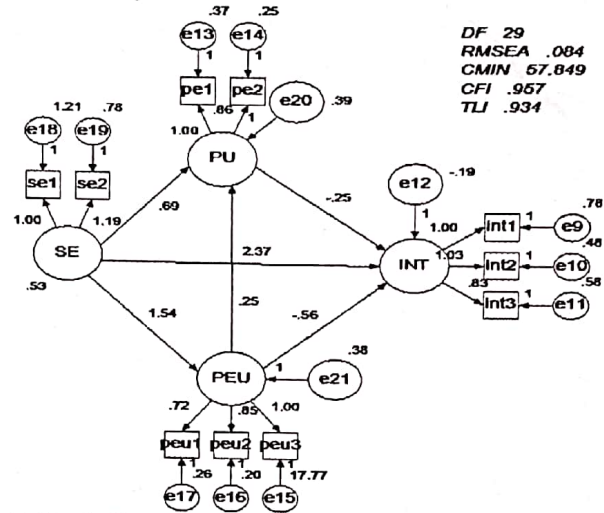 .37 .25
e13 e14
1 1
pe1 pe2
.86 1
1.00
e20 .39
PU
DF 29
RMSEA .084
CMIN 57.849
CFI .957
TLI .934
1.21 .78
e18 e19
1 1
se1 se2
1.00 1.19
SE
.53
.69
-.25
2.37
.25
1.54
-.56
e12 -.19
1
INT
1.00 int1 1 e9 .78
1.03 int2 1 e10 .48
.83 int3 1 e11 .58
PEU
1 e21 .38
.72 .85 1.00
peu1 peu2 peu3
1 1 1
.26 .20 17.77
e17 e16 e15